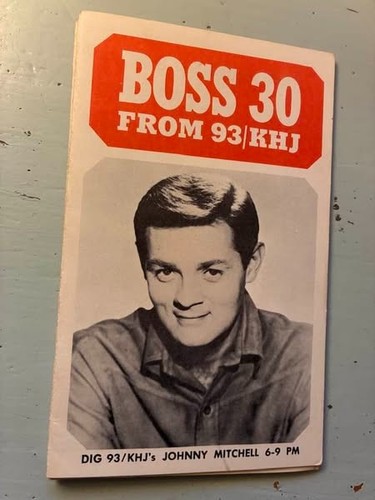 BOSS 30
FROM 93/KHJ
DIG 93/KHJ's JOHNNY MITCHELL 6-9 PM